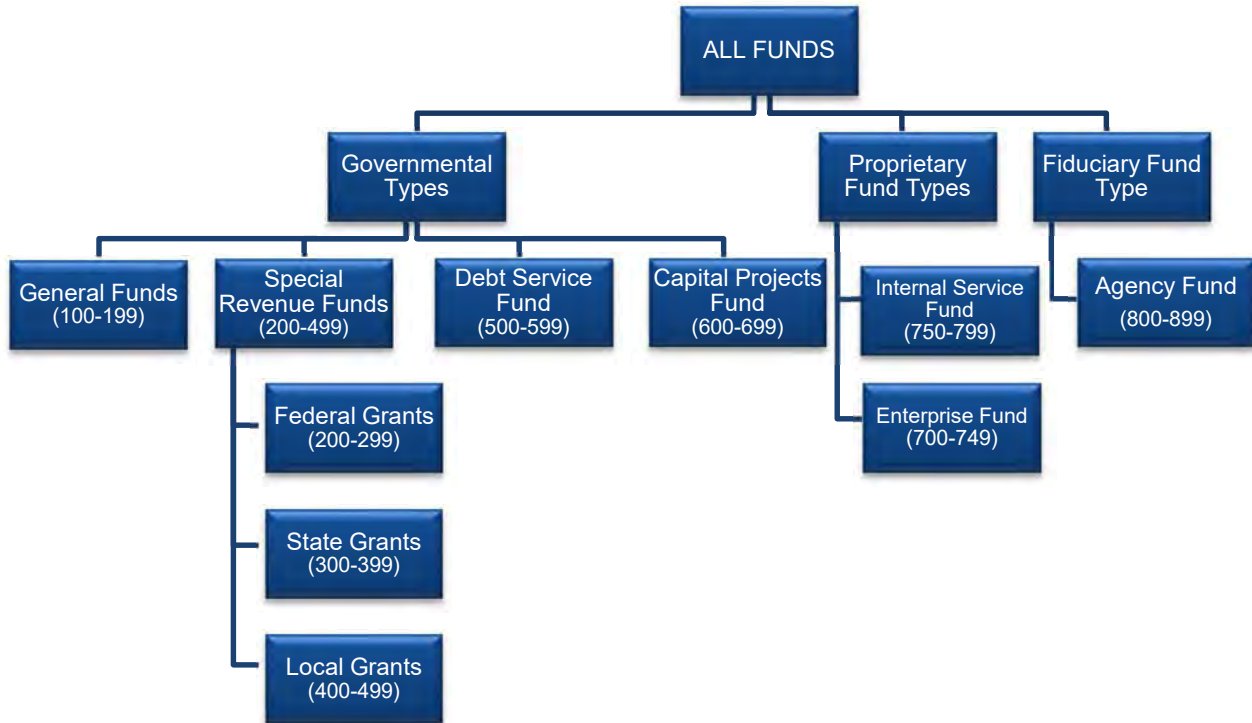 ALL FUNDS
Governmental
Types
Proprietary
Fund Types
Fiduciary Fund
Type
General Funds
(100-199)
Special
Revenue Funds
(200-499)
Debt Service
Fund
(500-599)
Capital Projects
Fund
(600-699)
Internal Service
Fund
(750-799)
Agency Fund
(800-899)
Federal Grants
(200-299)
Enterprise Fund
(700-749)
State Grants
(300-399)
Local Grants
(400-499)